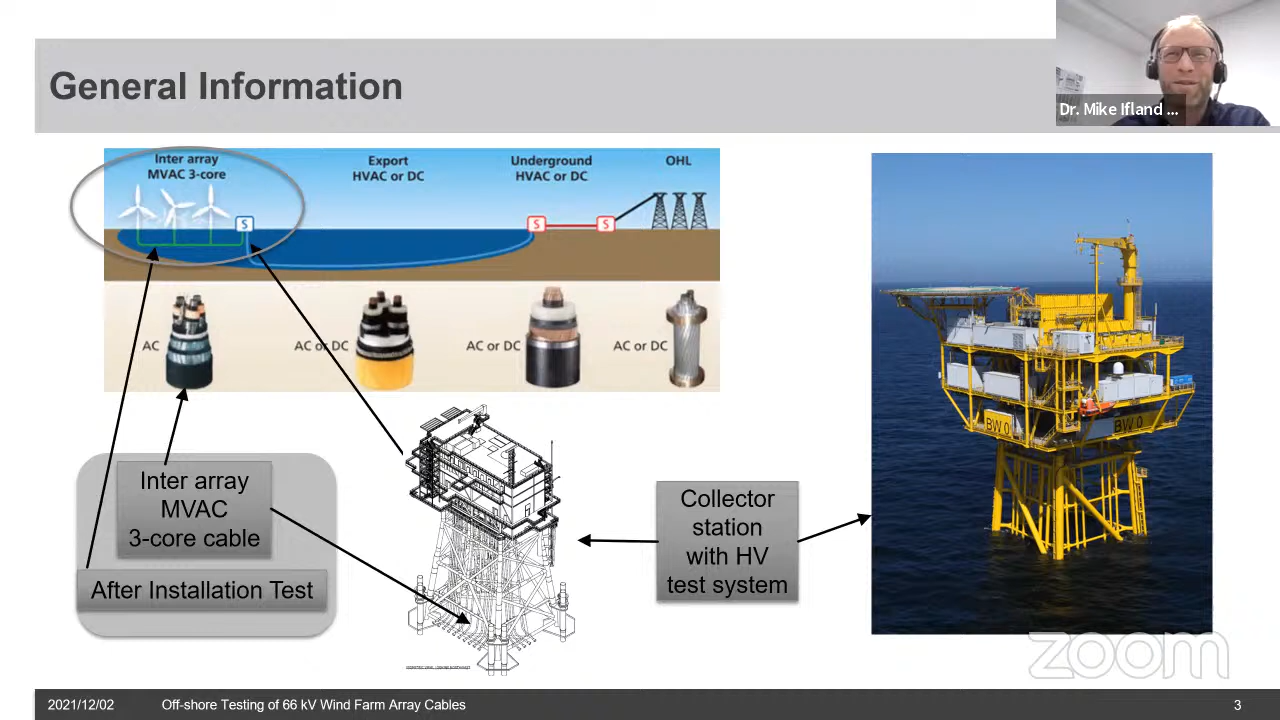 General Information
Dr. Mike Ifland ...
Inter array
MVAC 3-core
Export
HVAC or DC
Underground
HVAC or DC
OHL
S
S
S
AC
AC or DC
AC or DC
AC or DC
Inter array
MVAC
3-core cable
After Installation Test
Collector
station
with HV
test system
BW 0
BW 0
zoom
2021/12/02
Off-shore Testing of 66 kV Wind Farm Array Cables
3